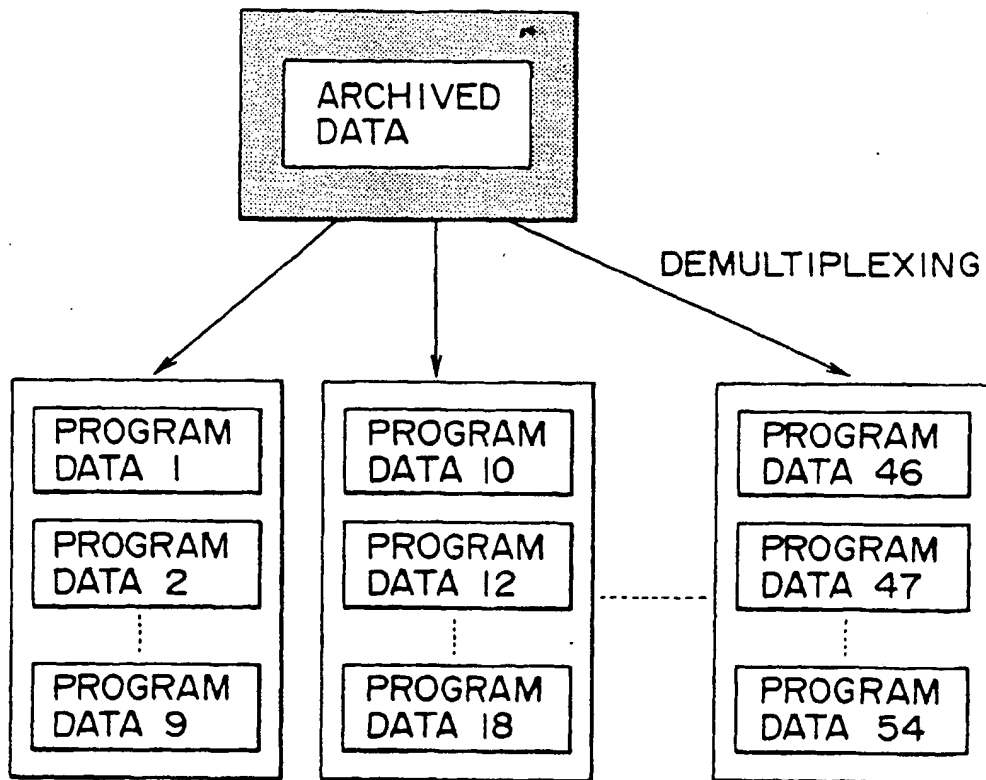 ARCHIVED
DATA
DEMULTIPLEXING
PROGRAM
DATA 1
PROGRAM
DATA 2
PROGRAM
DATA 9
PROGRAM
DATA 10
PROGRAM
DATA 12
PROGRAM
DATA 18
PROGRAM
DATA 46
PROGRAM
DATA 47
PROGRAM
DATA 54